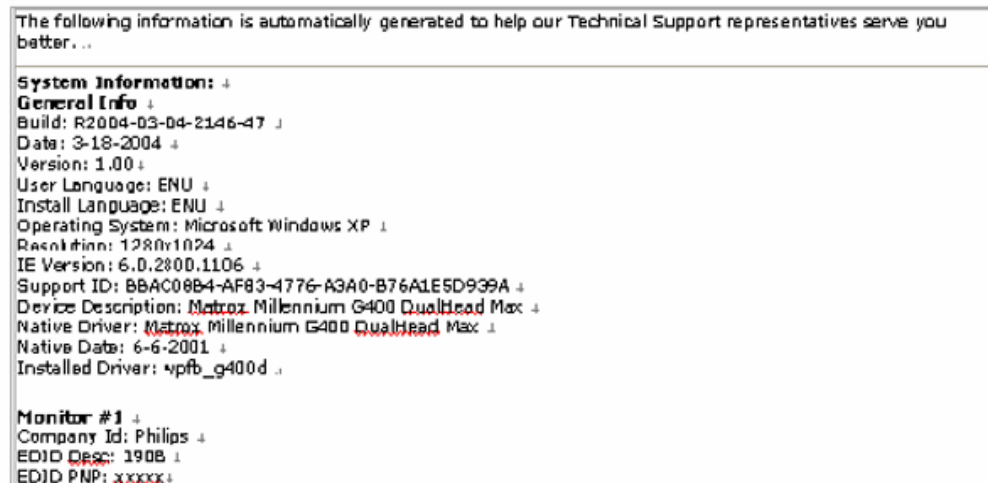 The following information is automatically generated to help our Technical Support representatives serve you
better...
System Information:
General Info
Build: R2004-03-04-2146-47
Date: 3-18-2004
Version: 1.00
User Language: ENU
Install Language: ENU
Operating System: Microsoft Windows XP
Resolution: 1280x1024
IE Version: 6.0.2800.1106
Support ID: BBAC08B4-AF83-4776-A3A0-B76A1E5D939A
Device Description: Matrox Millennium G400 DualHead Max
Native Driver: Matrox Millennium G400 DualHead Max
Native Date: 6-6-2001
Installed Driver: vpfb_g400d
Monitor #1
Company Id: Philips
EDID Desc: 190B
EDID PNP: xxxxx